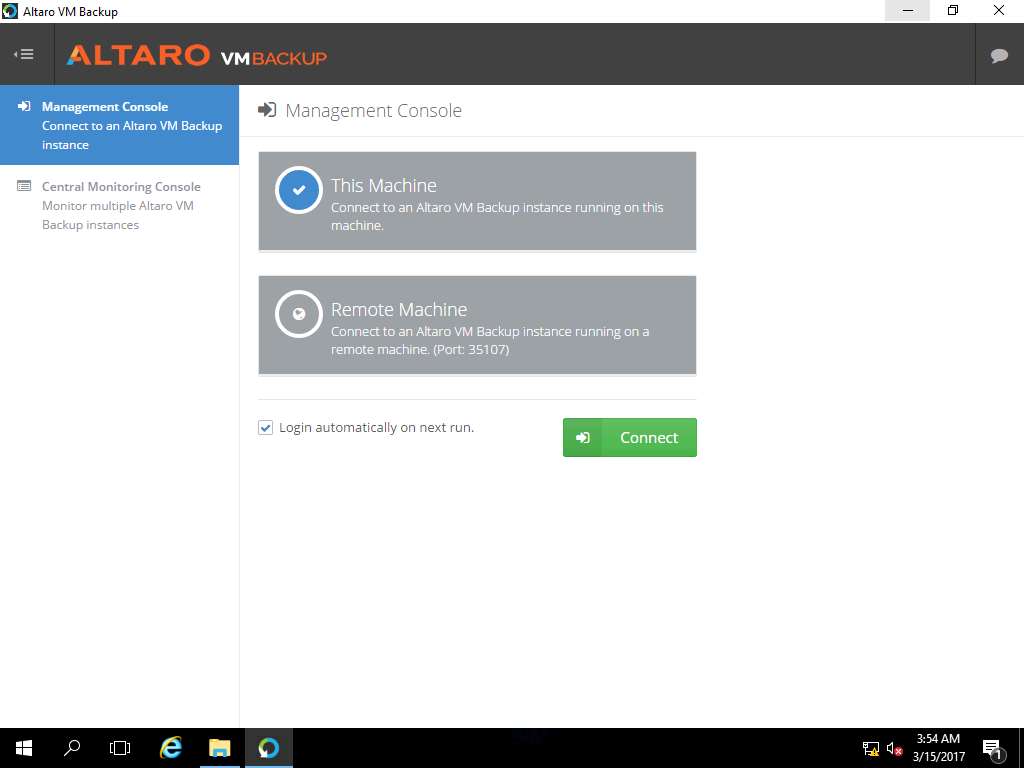 Altaro VM Backup
ALTARO VMBACKUP
Management Console
Connect to an Altaro VM Backup
instance
Central Monitoring Console
Monitor multiple Altaro VM
Backup instances
Management Console
This Machine
Connect to an Altaro VM Backup instance running on this
machine.
Remote Machine
Connect to an Altaro VM Backup instance running on a
remote machine. (Port: 35107)
Login automatically on next run.
Connect
3:54 AM
3/15/2017
1